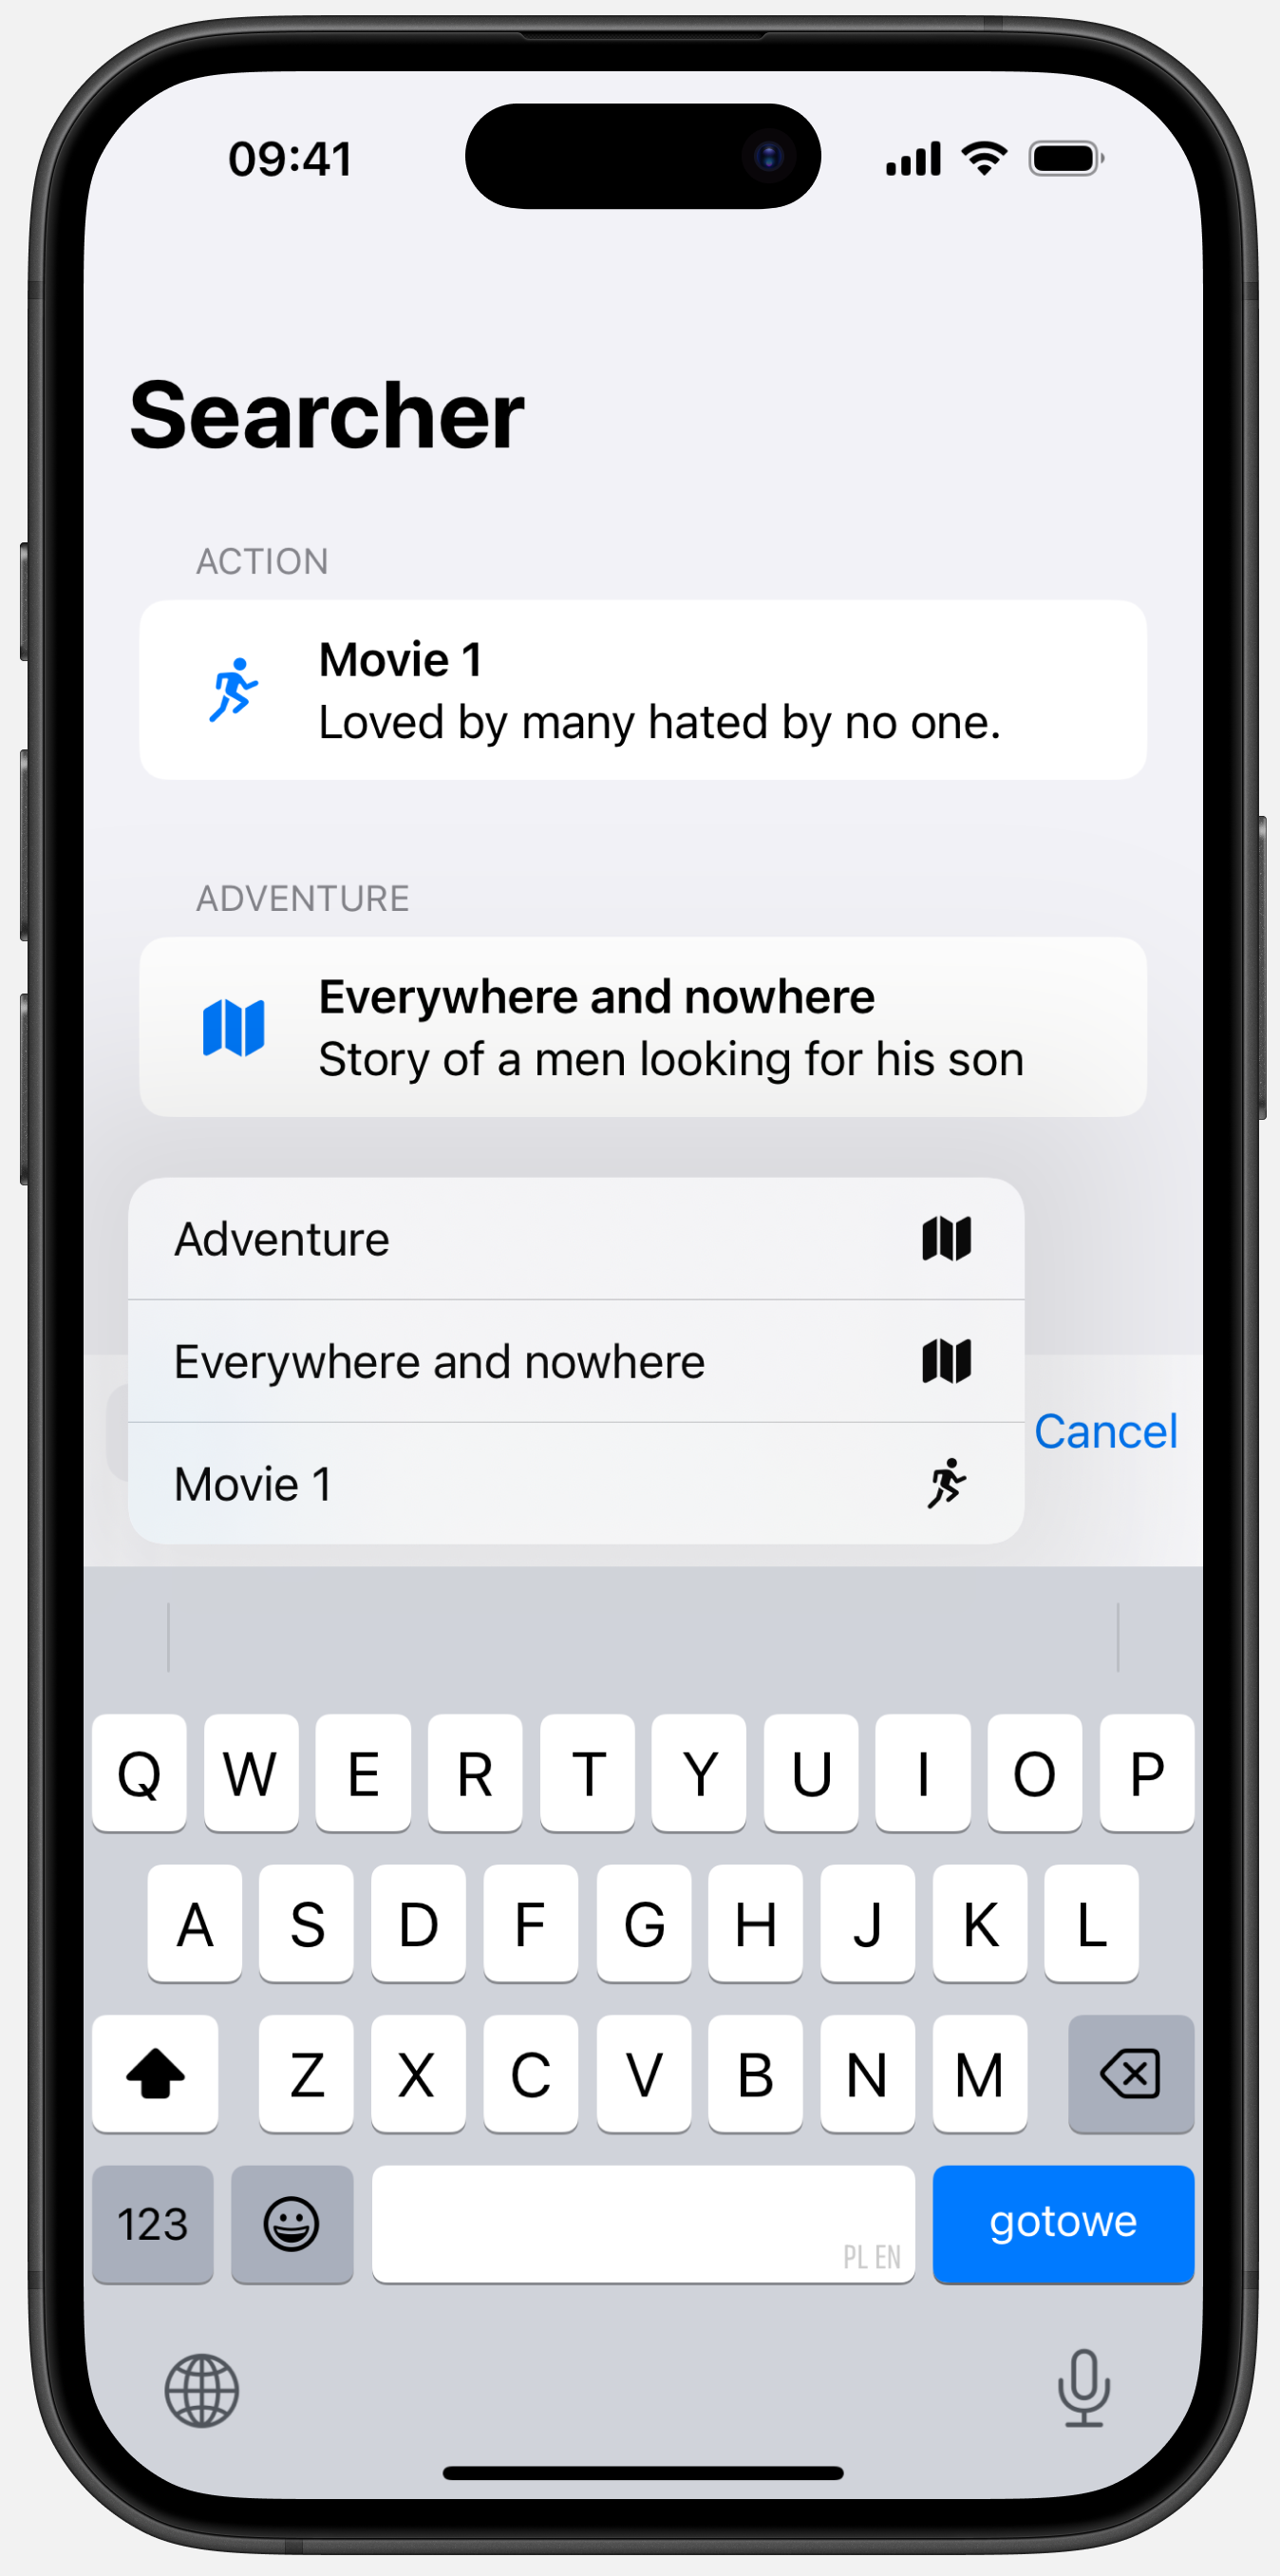 09:41
Searcher
ACTION
Movie 1
Loved by many hated by no one.
ADVENTURE
Everywhere and nowhere
Story of a men looking for his son
Adventure
Everywhere and nowhere
Movie 1
Cancel
Q W E R T Y U I O P
A S D F G H J K L
Z X C V B N M
123
PL EN
gotowe